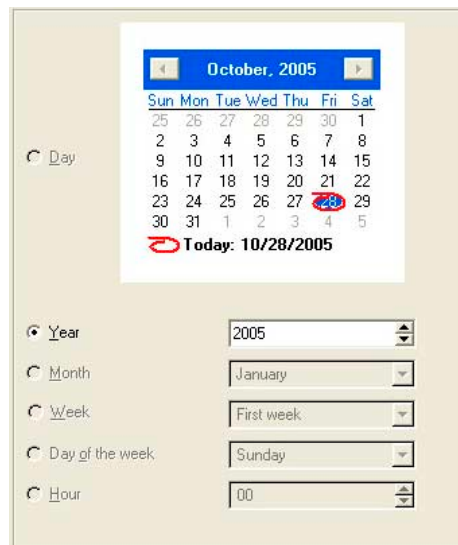 October, 2005
Sun Mon Tue Wed Thu Fri Sat
25 26 27 28 29 30 1
2 3 4 5 6 7 8
Day
9 10 11 12 13 14 15
16 17 18 19 20 21 22
23 24 25 26 27 28 29
30 31 1 2 3 4 5
Today: 10/28/2005
Year 2005
Month January
Week First week
Day of the week Sunday
Hour 00